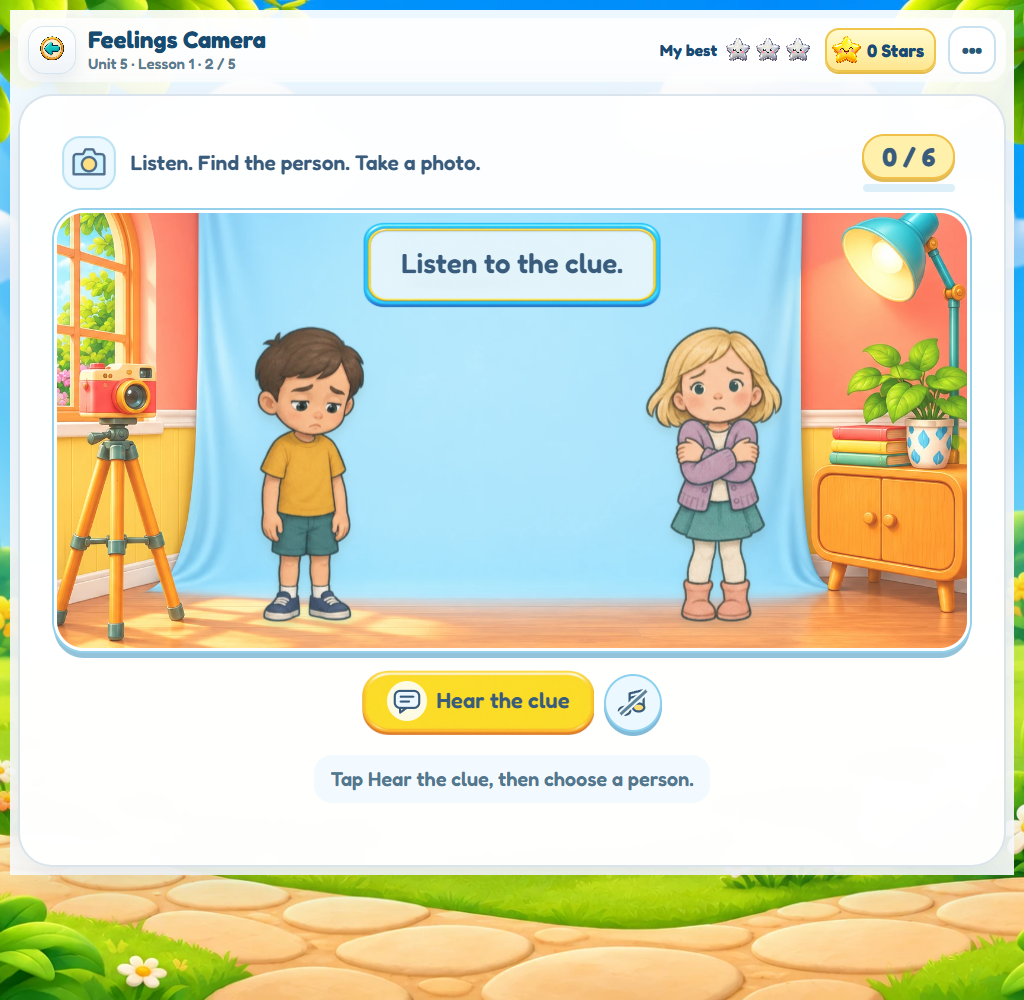 Feelings Camera
Unit 5 · Lesson 1 · 2 / 5
My best
0 Stars
Listen. Find the person. Take a photo.
0 / 6
Listen to the clue.
Hear the clue
Tap Hear the clue, then choose a person.